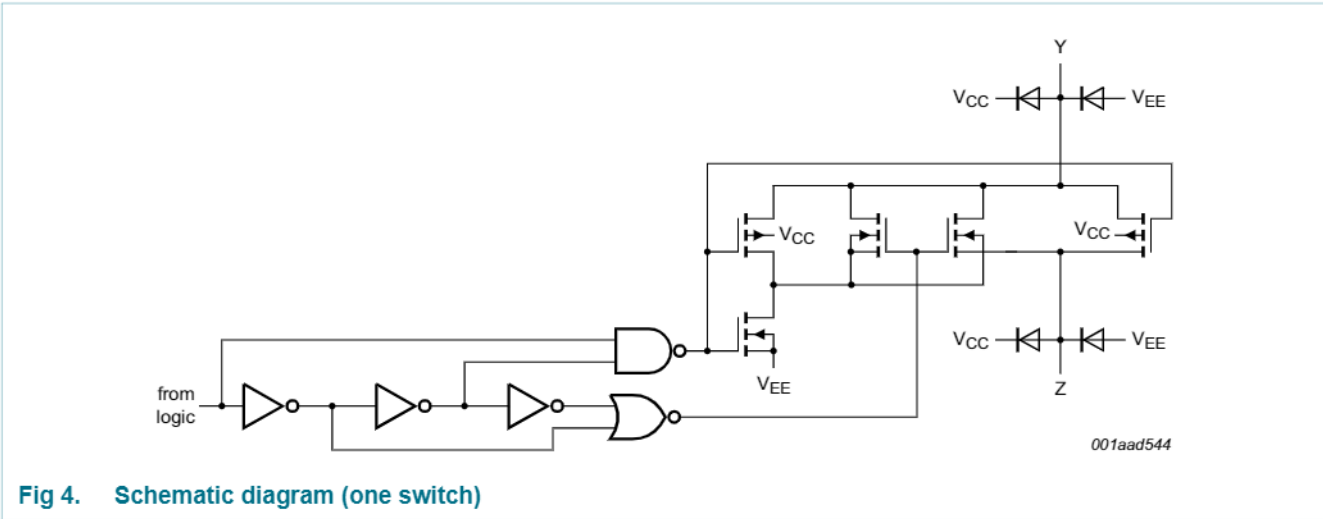 Y
VCC VEE
VCC VCC
VCC VEE
VEE Z
from
logic
001aad544
Fig 4. Schematic diagram (one switch)